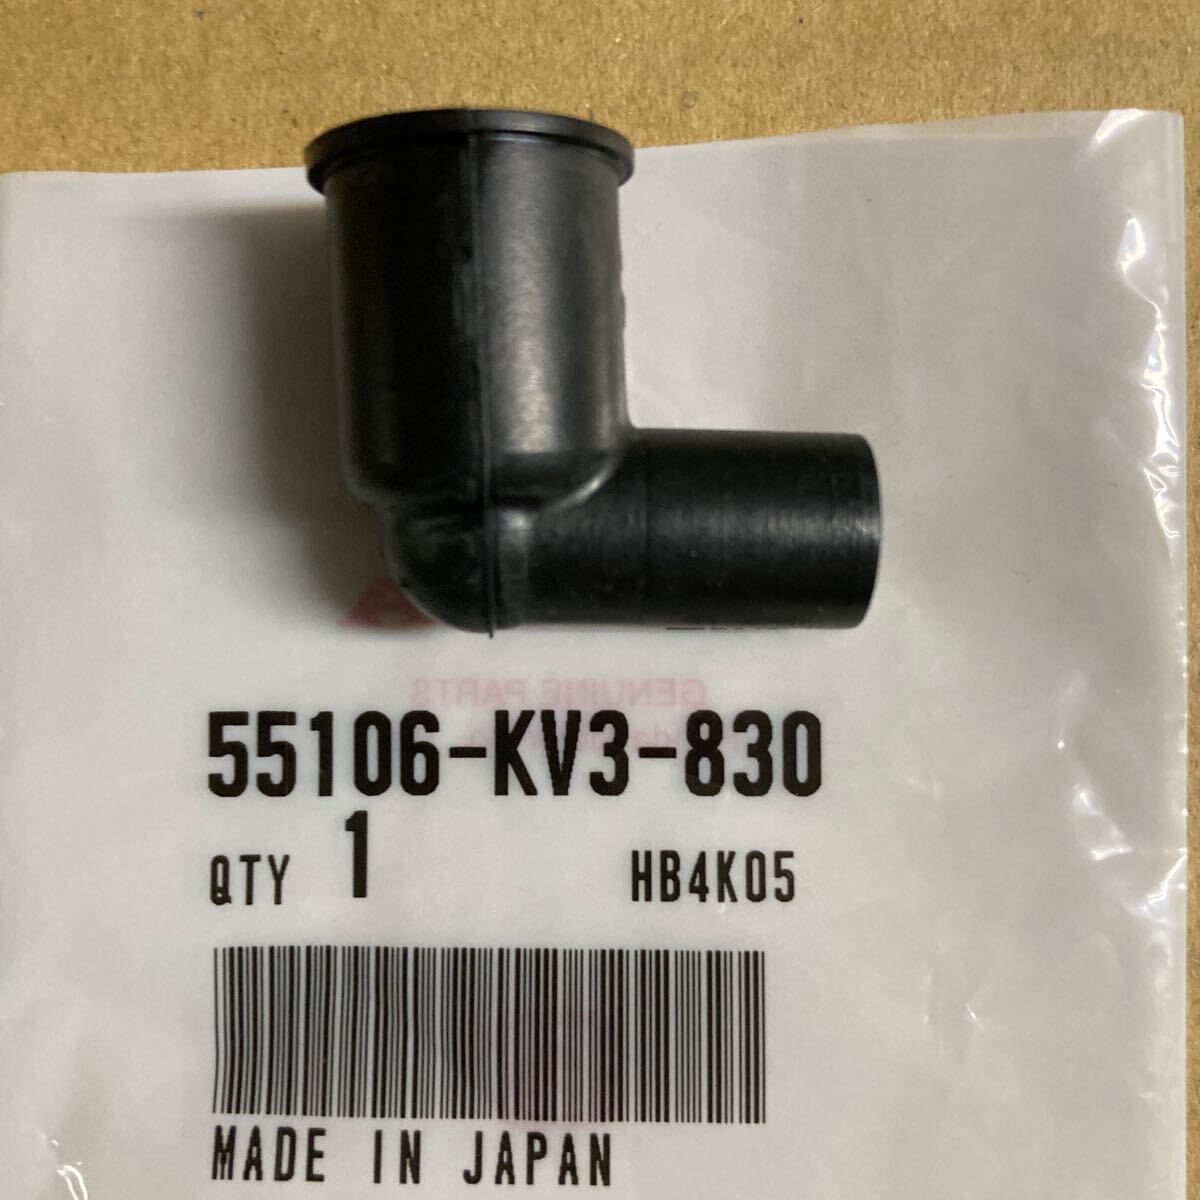 GENUINE PARTS
55106-KV3-830
QTY 1 HB4K05
MADE IN JAPAN